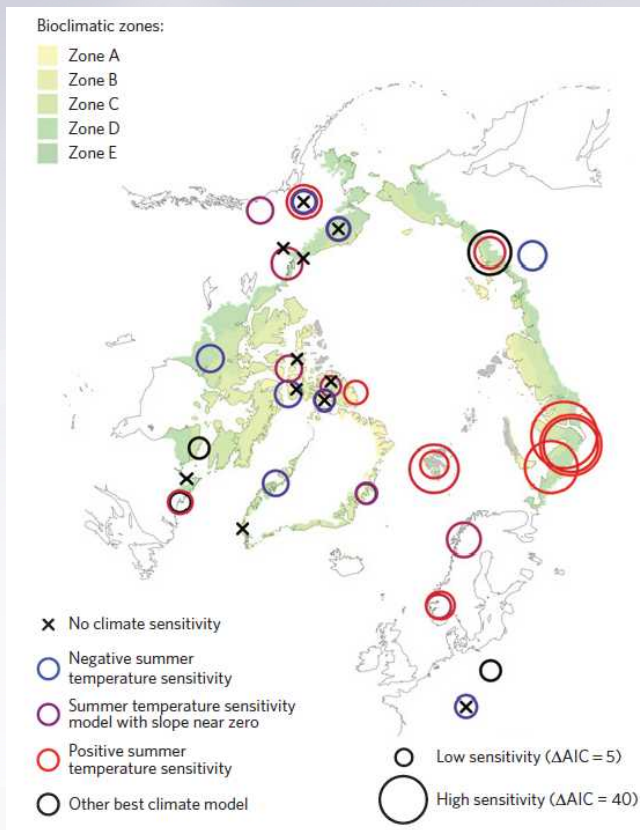 Bioclimatic zones:
Zone A
Zone B
Zone C
Zone D
Zone E
No climate sensitivity
Negative summer
temperature sensitivity
Summer temperature sensitivity
model with slope near zero
Positive summer
temperature sensitivity
Other best climate model
Low sensitivity (ΔAIC = 5)
High sensitivity (ΔAIC = 40)